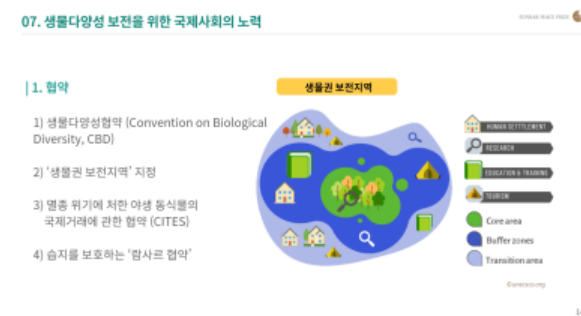 07. 생물다양성 보전을 위한 국제사회의 노력
| 1. 협약
생물권 보전지역
1) 생물다양성협약 (Convention on Biological
Diversity, CBD)
2) '생물권 보전지역' 지정
3) 멸종 위기에 처한 야생 동식물의
국제거래에 관한 협약 (CITES)
4) 습지를 보호하는 '람사르 협약'
HUMAN SETTLEMENT
RESEARCH
EDUCATION & TRAINING
TOURISM
Core area
Buffer zones
Transition area